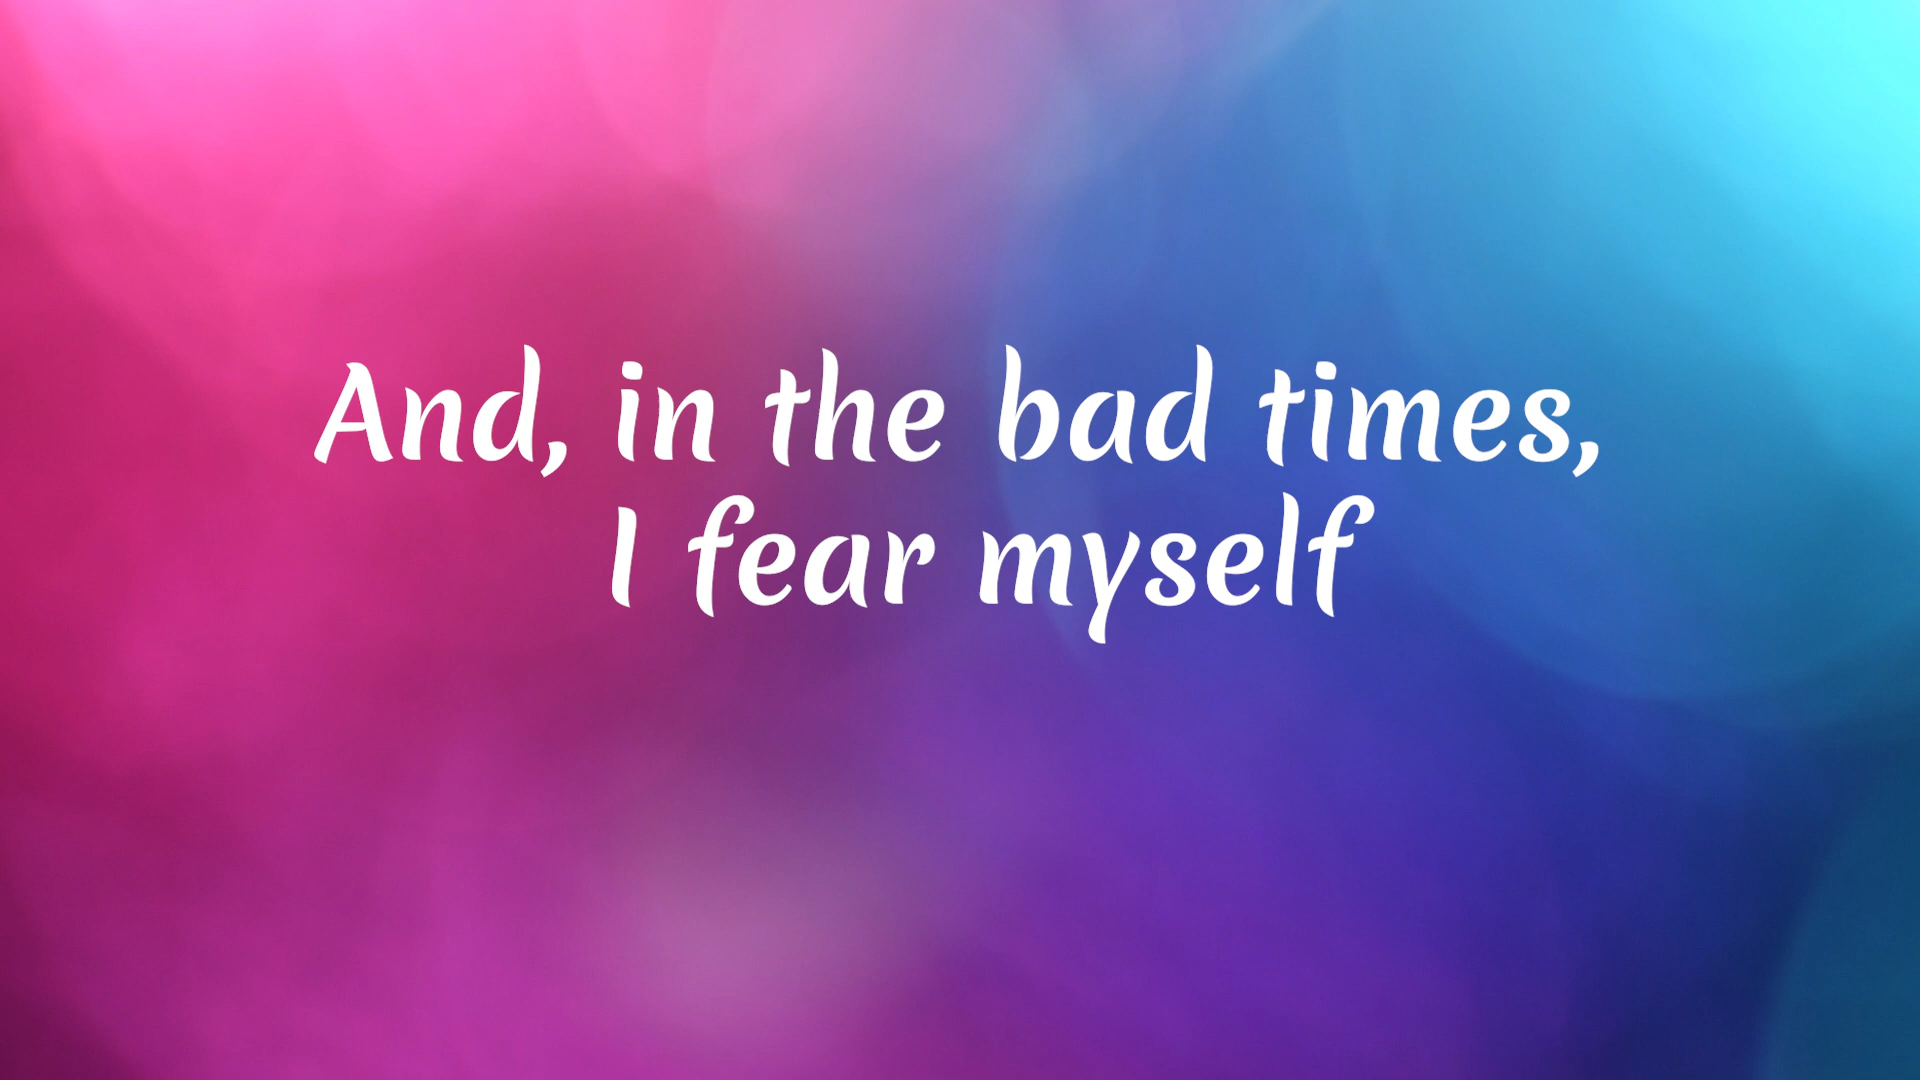 And, in the bad times,
I fear myself